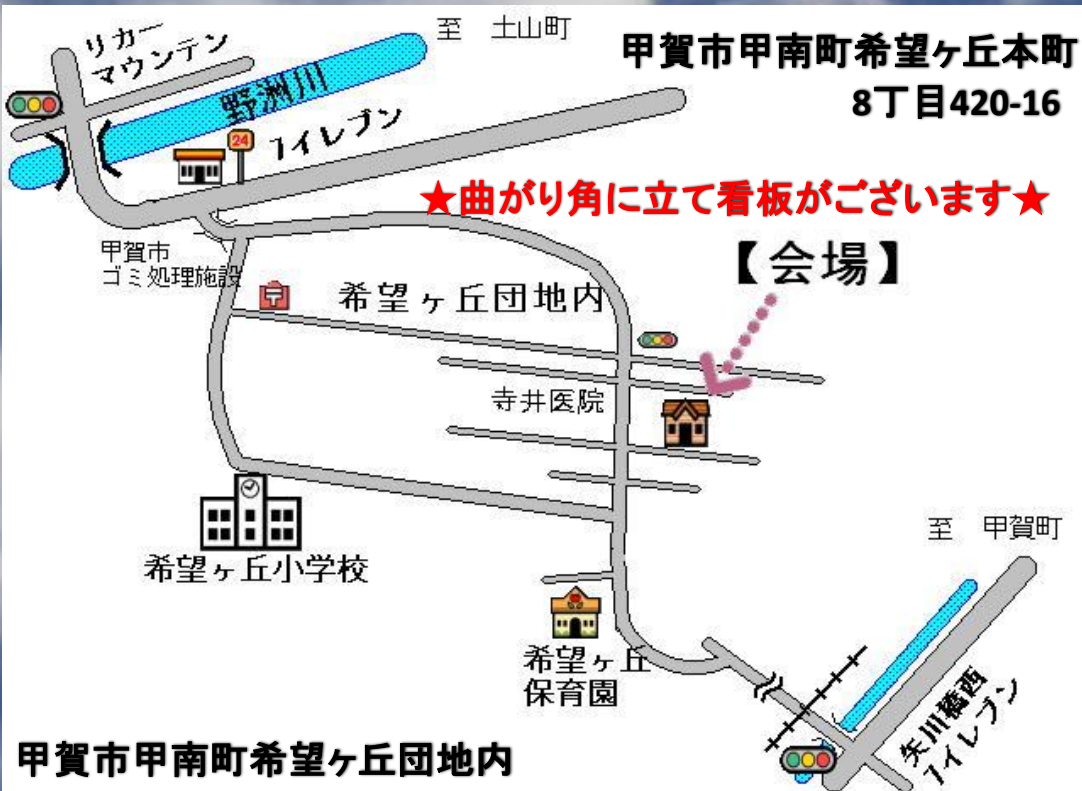 リカー
マウンテン
至 土山町
甲賀市甲南町希望ヶ丘本町
8丁目420-16
野洲川
24
7イレブン
★曲がり角に立て看板がございます★
甲賀市
ゴミ処理施設
〒
希望ヶ丘団地内
【会場】
寺井医院
希望ヶ丘小学校
至 甲賀町
希望ヶ丘
保育園
矢川橋西
7イレブン
甲賀市甲南町希望ヶ丘団地内